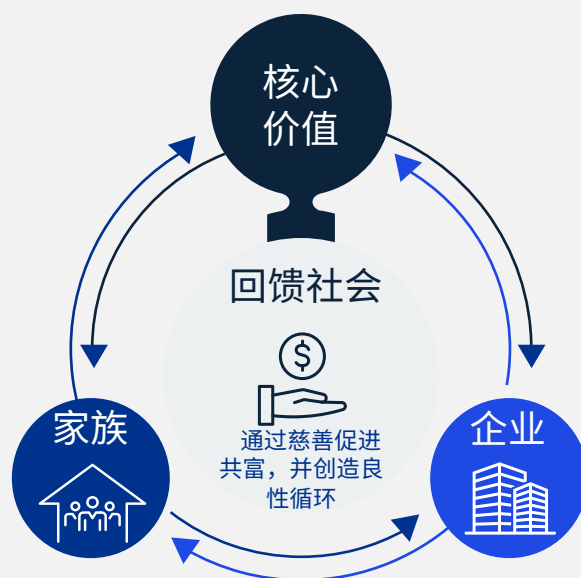 核心
价值
回馈社会
$
通过慈善促进
共富，并创造良
性循环
家族
企业